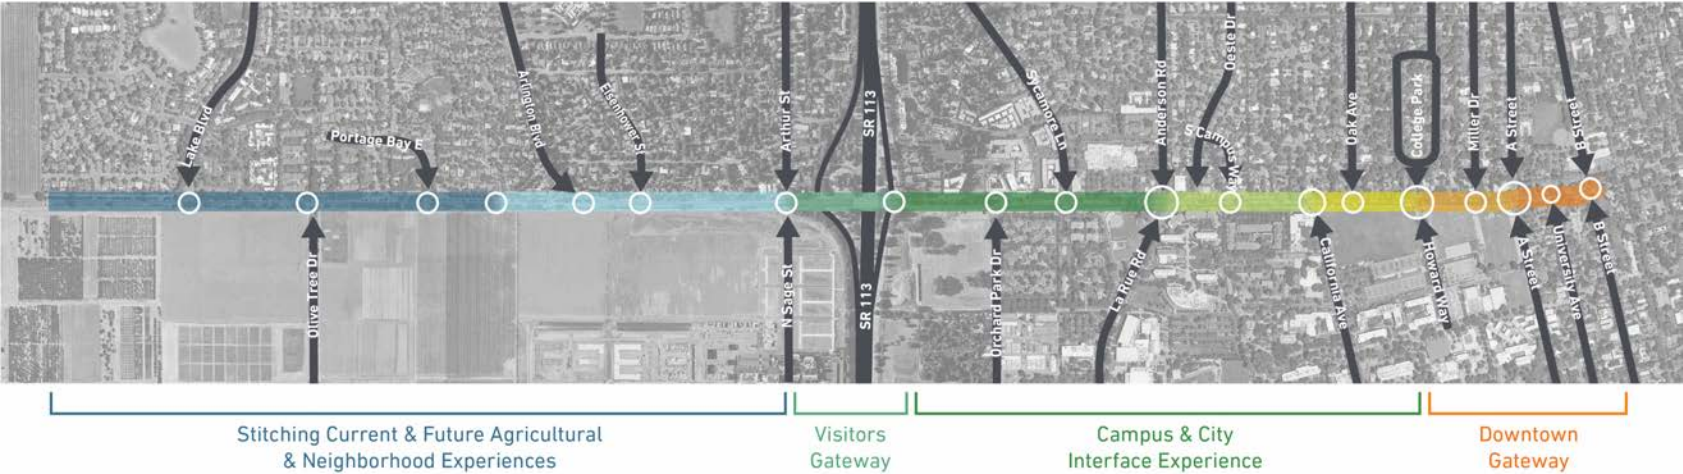 Lake Blvd
Portage Bay E
Arlington Blvd
Eisenhower St
Arthur St
SR 113
Sycamore Ln
Anderson Rd
Oeste Dr
S Campus Way
Oak Ave
College Park
Miller Dr
A Street
B Street
Olive Tree Dr
N Sage St
SR 113
Orchard Park Dr
La Rue Rd
California Ave
Howard Way
A Street
University Ave
B Street
Stitching Current & Future Agricultural
& Neighborhood Experiences
Visitors
Gateway
Campus & City
Interface Experience
Downtown
Gateway